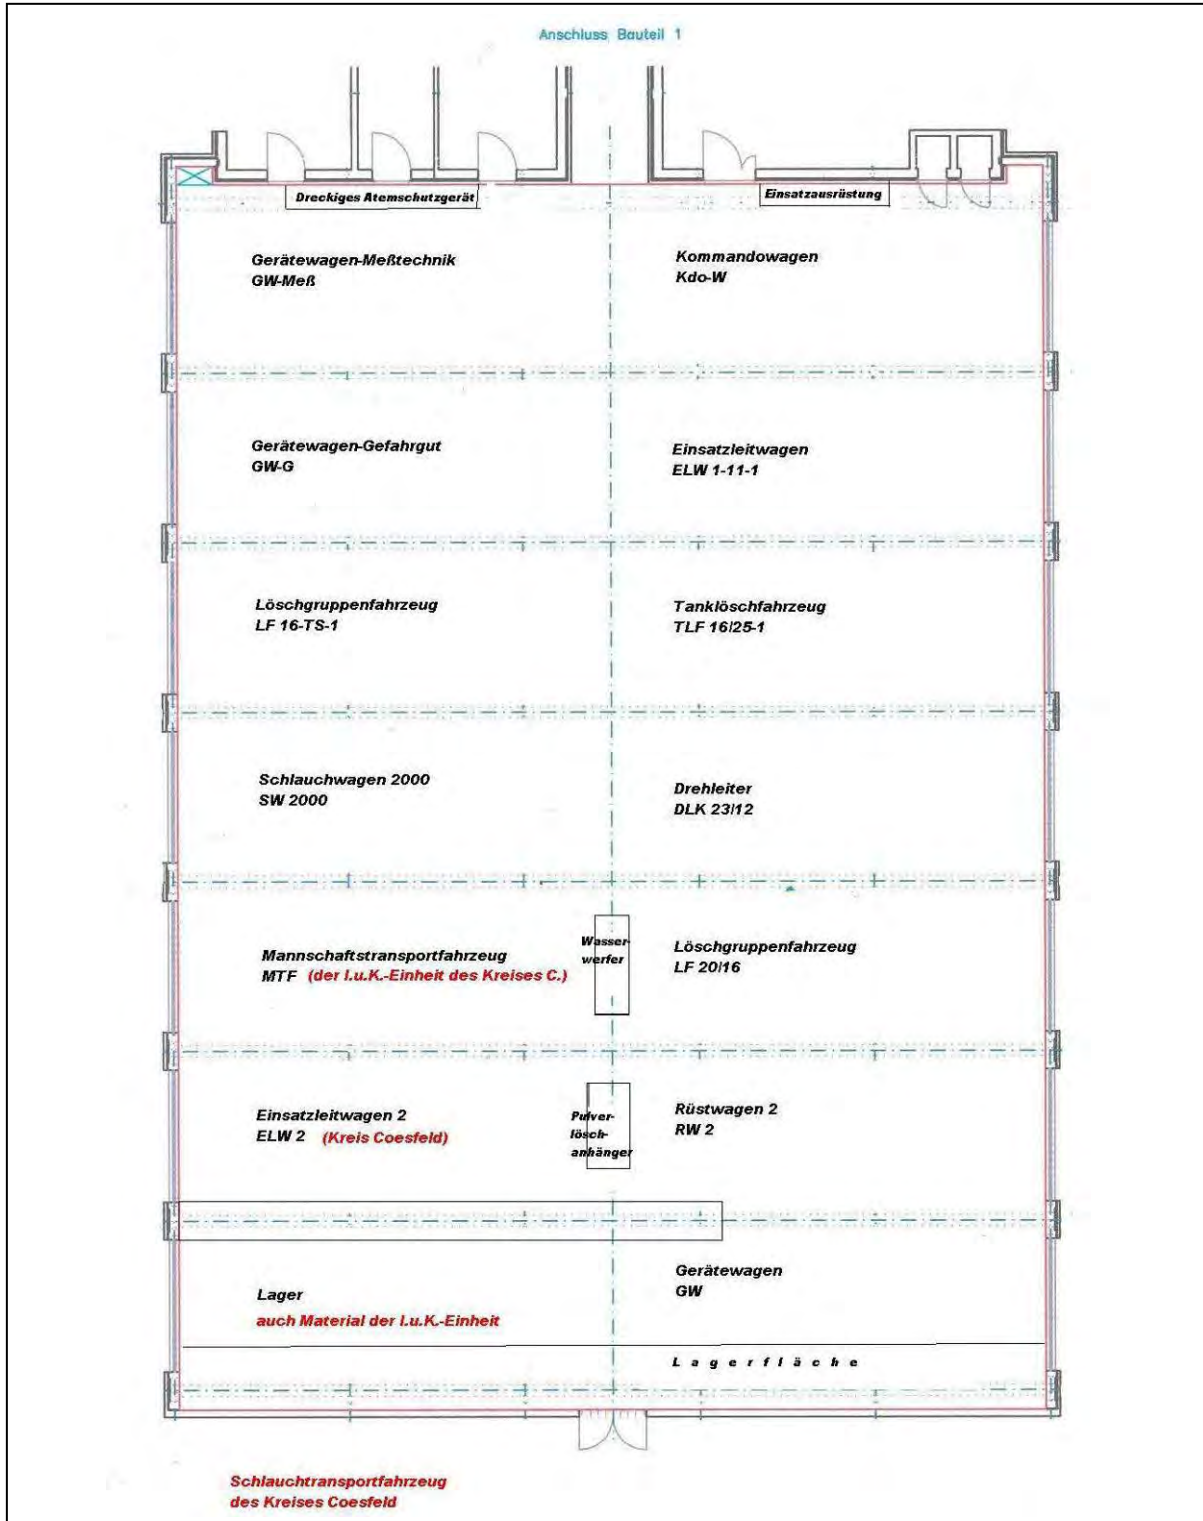 Anschluss Bauteil 1
Dreckiges Atemschutzgerät
Einsatzausrüstung
Gerätewagen-Meßtechnik
GW-Meß
Kommandowagen
Kdo-W
Gerätewagen-Gefahrgut
GW-G
Einsatzleitwagen
ELW 1-11-1
Löschgruppenfahrzeug
LF 16-TS-1
Tanklöschfahrzeug
TLF 16/25-1
Schlauchwagen 2000
SW 2000
Drehleiter
DLK 23/12
Mannschaftstransportfahrzeug
MTF (der I.u.K.-Einheit des Kreises C.)
Wasser-
werfer
Löschgruppenfahrzeug
LF 20/16
Einsatzleitwagen 2
ELW 2 (Kreis Coesfeld)
Pulver-
lösch-
anhänger
Rüstwagen 2
RW 2
Lager
auch Material der I.u.K.-Einheit
Gerätewagen
GW
Lagerfläche
Schlauchtransportfahrzeug
des Kreises Coesfeld